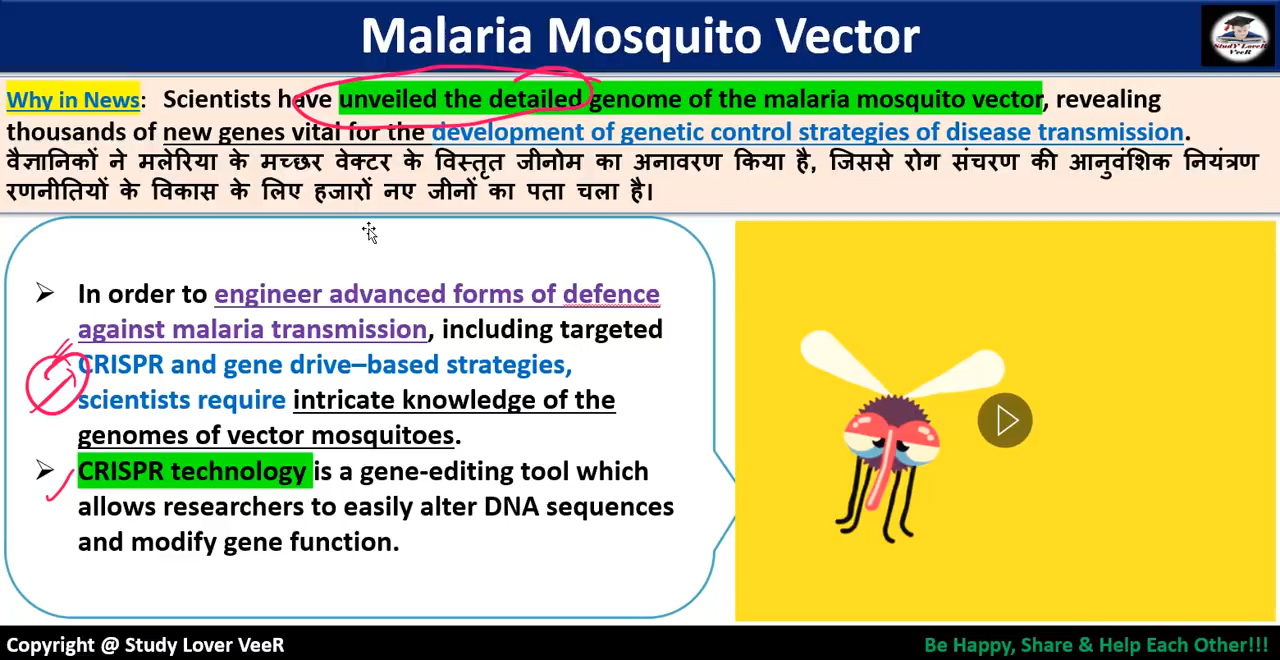 Malaria Mosquito Vector
StudY LoveR
VeeR
Why in News: Scientists have unveiled the detailed genome of the malaria mosquito vector, revealing
thousands of new genes vital for the development of genetic control strategies of disease transmission.
वैज्ञानिकों ने मलेरिया के मच्छर वेक्टर के विस्तृत जीनोम का अनावरण किया है, जिससे रोग संचरण की आनुवंशिक नियंत्रण
रणनीतियों के विकास के लिए हजारों नए जीनों का पता चला है।
➢ In order to engineer advanced forms of defence
against malaria transmission, including targeted
CRISPR and gene drive–based strategies,
scientists require intricate knowledge of the
genomes of vector mosquitoes.
➢ CRISPR technology is a gene-editing tool which
allows researchers to easily alter DNA sequences
and modify gene function.
Copyright @ Study Lover VeeR
Be Happy, Share & Help Each Other!!!